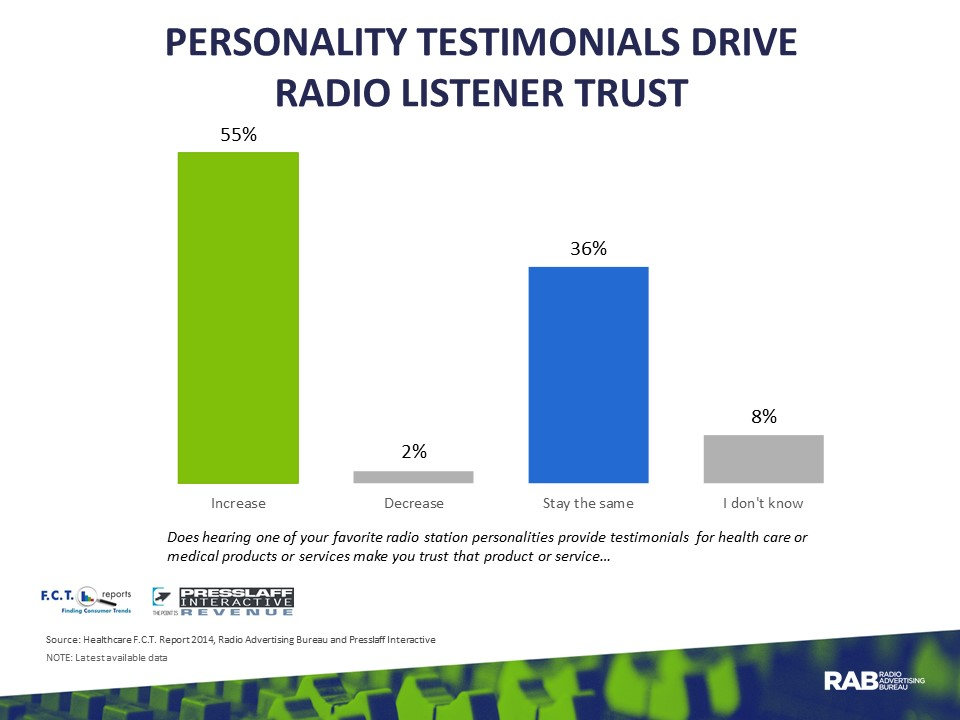 PERSONALITY TESTIMONIALS DRIVE
RADIO LISTENER TRUST
55%
36%
8%
2%
Increase Decrease Stay the same I don't know
Does hearing one of your favorite radio station personalities provide testimonials for health care or
medical products or services make you trust that product or service…
F.C.T. reports
Finding Consumer Trends
PRESSLAFF
INTERACTIVE
THE POINT IS REVENUE
Source: Healthcare F.C.T. Report 2014, Radio Advertising Bureau and Presslaff Interactive
NOTE: Latest available data
RAB RADIO
ADVERTISING
BUREAU